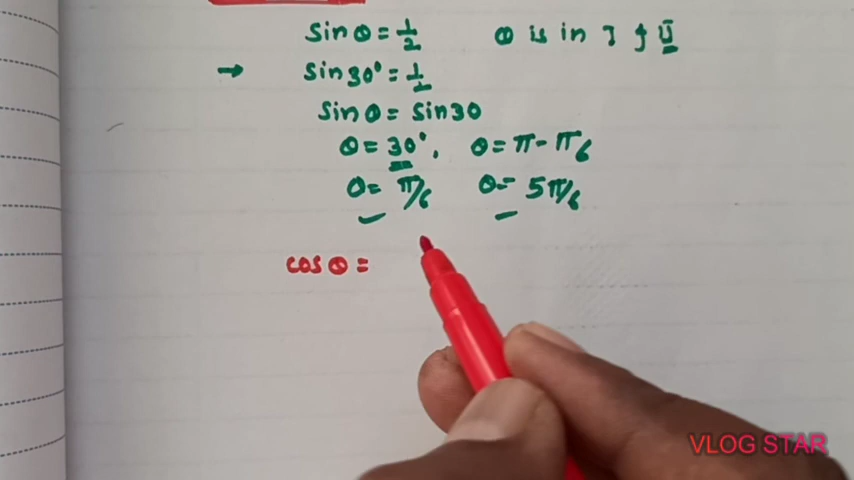 sin θ = 1/2 θ is in I & II
→ sin 30° = 1/2
sin θ = sin 30
θ = 30°, θ = π - π/6
θ = π/6 θ = 5π/6
cos θ =
VLOG STAR